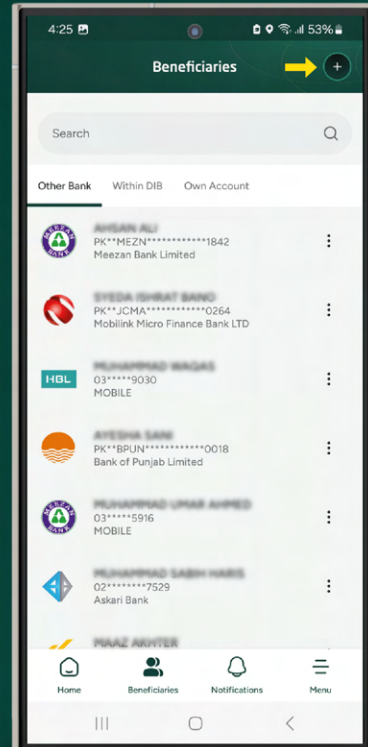 4:25
53%
Beneficiaries
+
Search
Other Bank Within DIB Own Account
PK**MEZN************1842
Meezan Bank Limited
PK**JCMA************0264
Mobilink Micro Finance Bank LTD
HBL
03*****9030
MOBILE
PK**BPUN************0018
Bank of Punjab Limited
03*****5916
MOBILE
02********7529
Askari Bank
Home Beneficiaries Notifications Menu